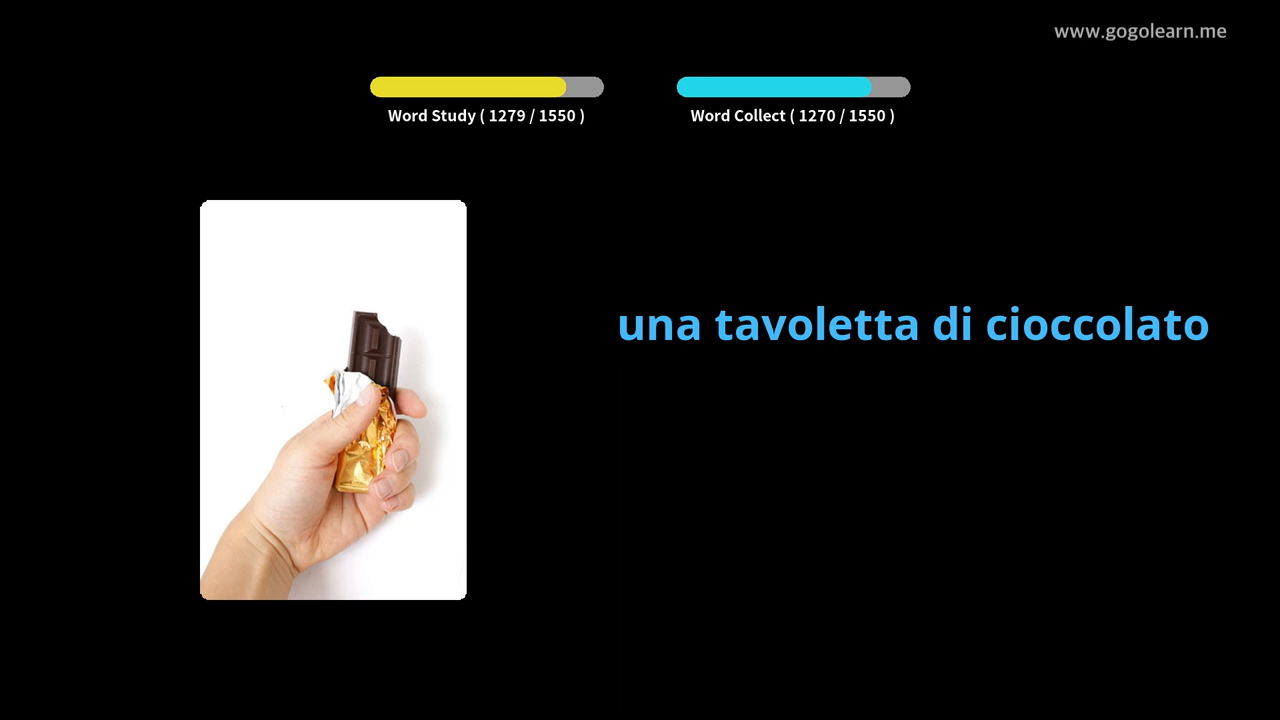 www.gogolearn.me
Word Study ( 1279 / 1550 )
Word Collect ( 1270 / 1550 )
una tavoletta di cioccolato